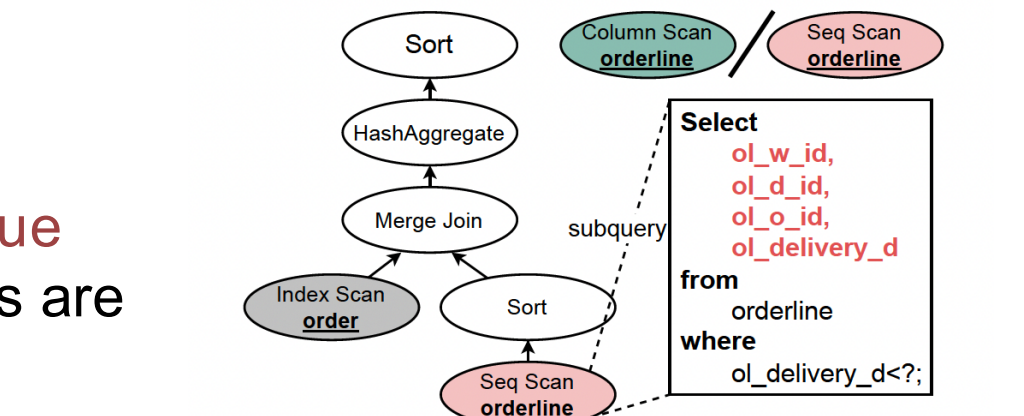 Sort
Column Scan
orderline
Seq Scan
orderline
HashAggregate
Select
ol_w_id,
ol_d_id,
ol_o_id,
ol_delivery_d
from
orderline
where
ol_delivery_d<?;
ue
s are
Merge Join
subquery
Index Scan
order
Sort
Seq Scan
orderline